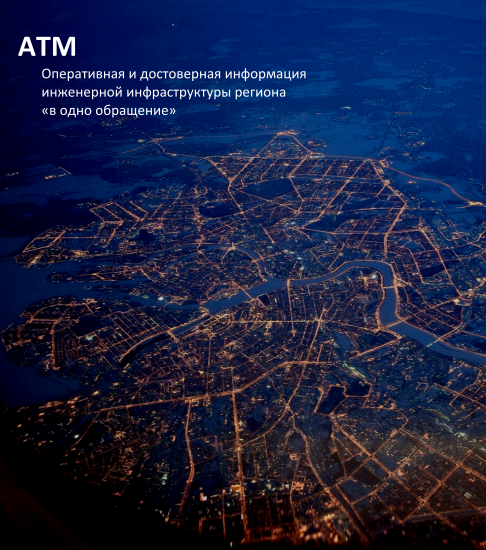 АТМ
Оперативная и достоверная информация
инженерной инфраструктуры региона
«в одно обращение»